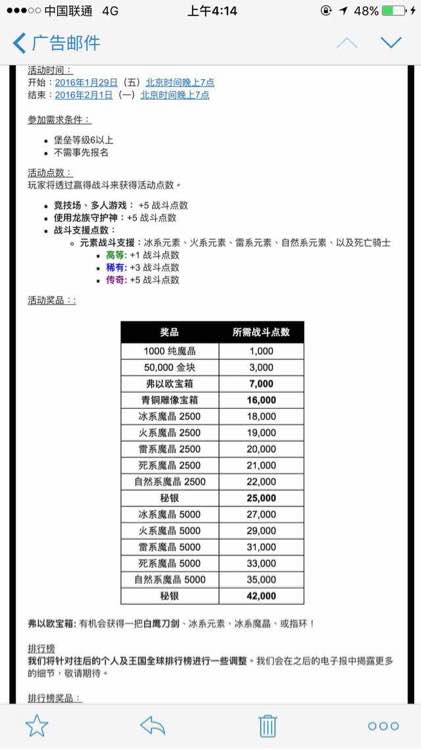 中国联通 4G 上午4:14 48%
广告邮件
活动时间：
开始：2016年1月29日（五）北京时间晚上7点
结束：2016年2月1日（一）北京时间晚上7点
参加需求条件：
• 堡垒等级6以上
• 不需事先报名
活动点数：
玩家将透过赢得战斗来获得活动点数。
• 竞技场、多人游戏： +5 战斗点数
• 使用龙族守护神：+5 战斗点数
• 战斗支援点数：
○ 元素战斗支援：冰系元素、火系元素、雷系元素、自然系元素、以及死亡骑士
▪ 高等: +1 战斗点数
▪ 稀有: +3 战斗点数
▪ 传奇: +5 战斗点数
活动奖品：:
奖品 所需战斗点数
1000 纯魔晶 1,000
50,000 金块 3,000
弗以欧宝箱 7,000
青铜雕像宝箱 16,000
冰系魔晶 2500 18,000
火系魔晶 2500 19,000
雷系魔晶 2500 20,000
死系魔晶 2500 21,000
自然系魔晶 2500 22,000
秘银 25,000
冰系魔晶 5000 27,000
火系魔晶 5000 29,000
雷系魔晶 5000 31,000
死系魔晶 5000 33,000
自然系魔晶 5000 35,000
秘银 42,000
弗以欧宝箱: 有机会获得一把白鹰刀剑、冰系元素、冰系魔晶、或指环！
排行榜
我们将针对往后的个人及王国全球排行榜进行一些调整。我们会在之后的电子报中揭露更多
的细节，敬请期待。
排行榜奖品：